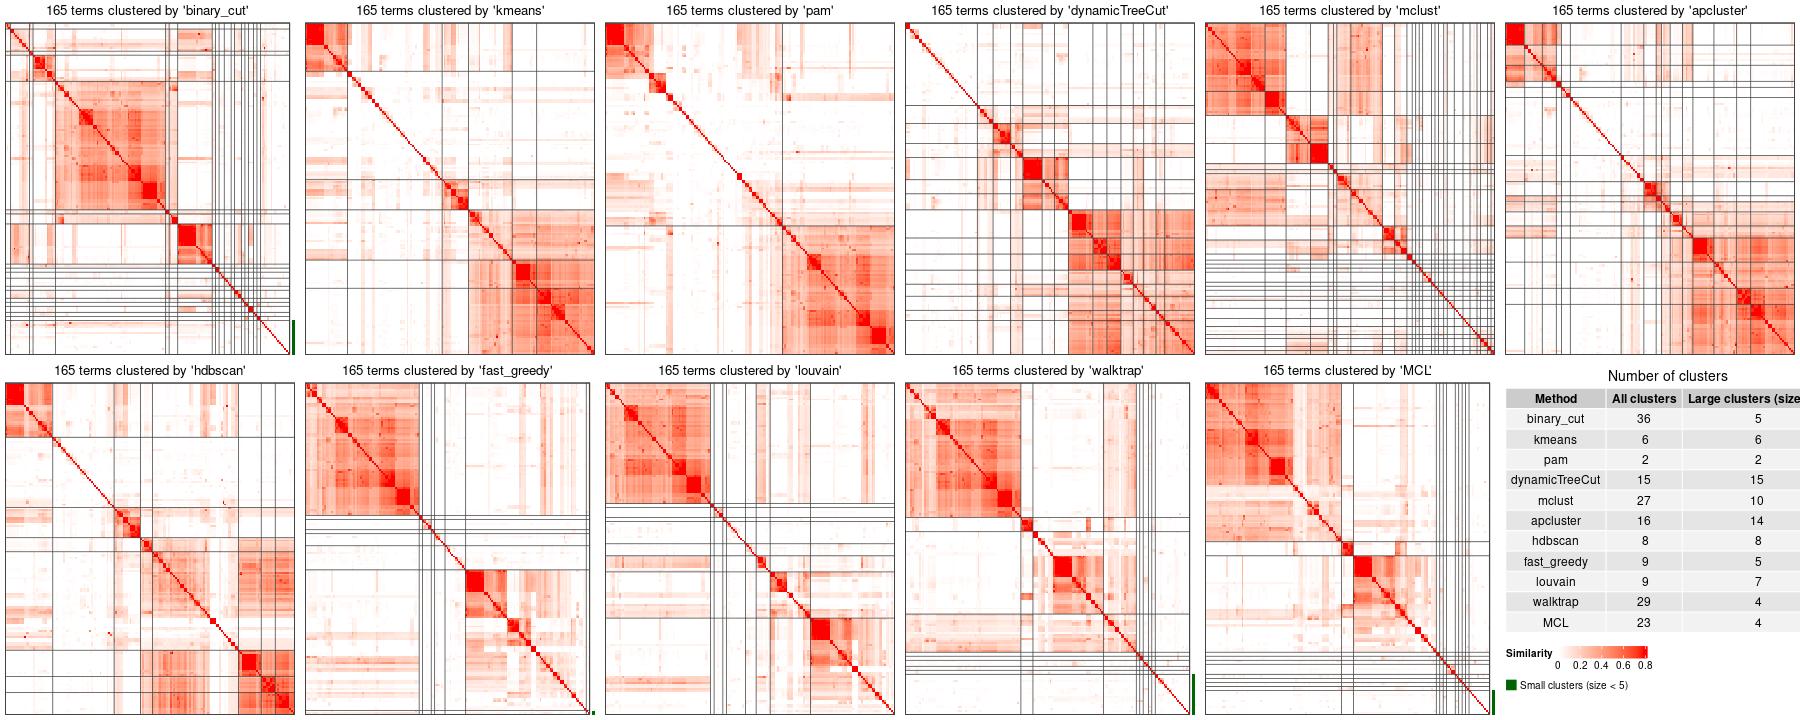 165 terms clustered by 'binary_cut'
165 terms clustered by 'kmeans'
165 terms clustered by 'pam'
165 terms clustered by 'dynamicTreeCut'
165 terms clustered by 'mclust'
165 terms clustered by 'apcluster'
165 terms clustered by 'hdbscan'
165 terms clustered by 'fast_greedy'
165 terms clustered by 'louvain'
165 terms clustered by 'walktrap'
165 terms clustered by 'MCL'
Number of clusters
Method All clusters Large clusters (size
binary_cut 36 5
kmeans 6 6
pam 2 2
dynamicTreeCut 15 15
mclust 27 10
apcluster 16 14
hdbscan 8 8
fast_greedy 9 5
louvain 9 7
walktrap 29 4
MCL 23 4
Similarity
0 0.2 0.4 0.6 0.8
Small clusters (size < 5)